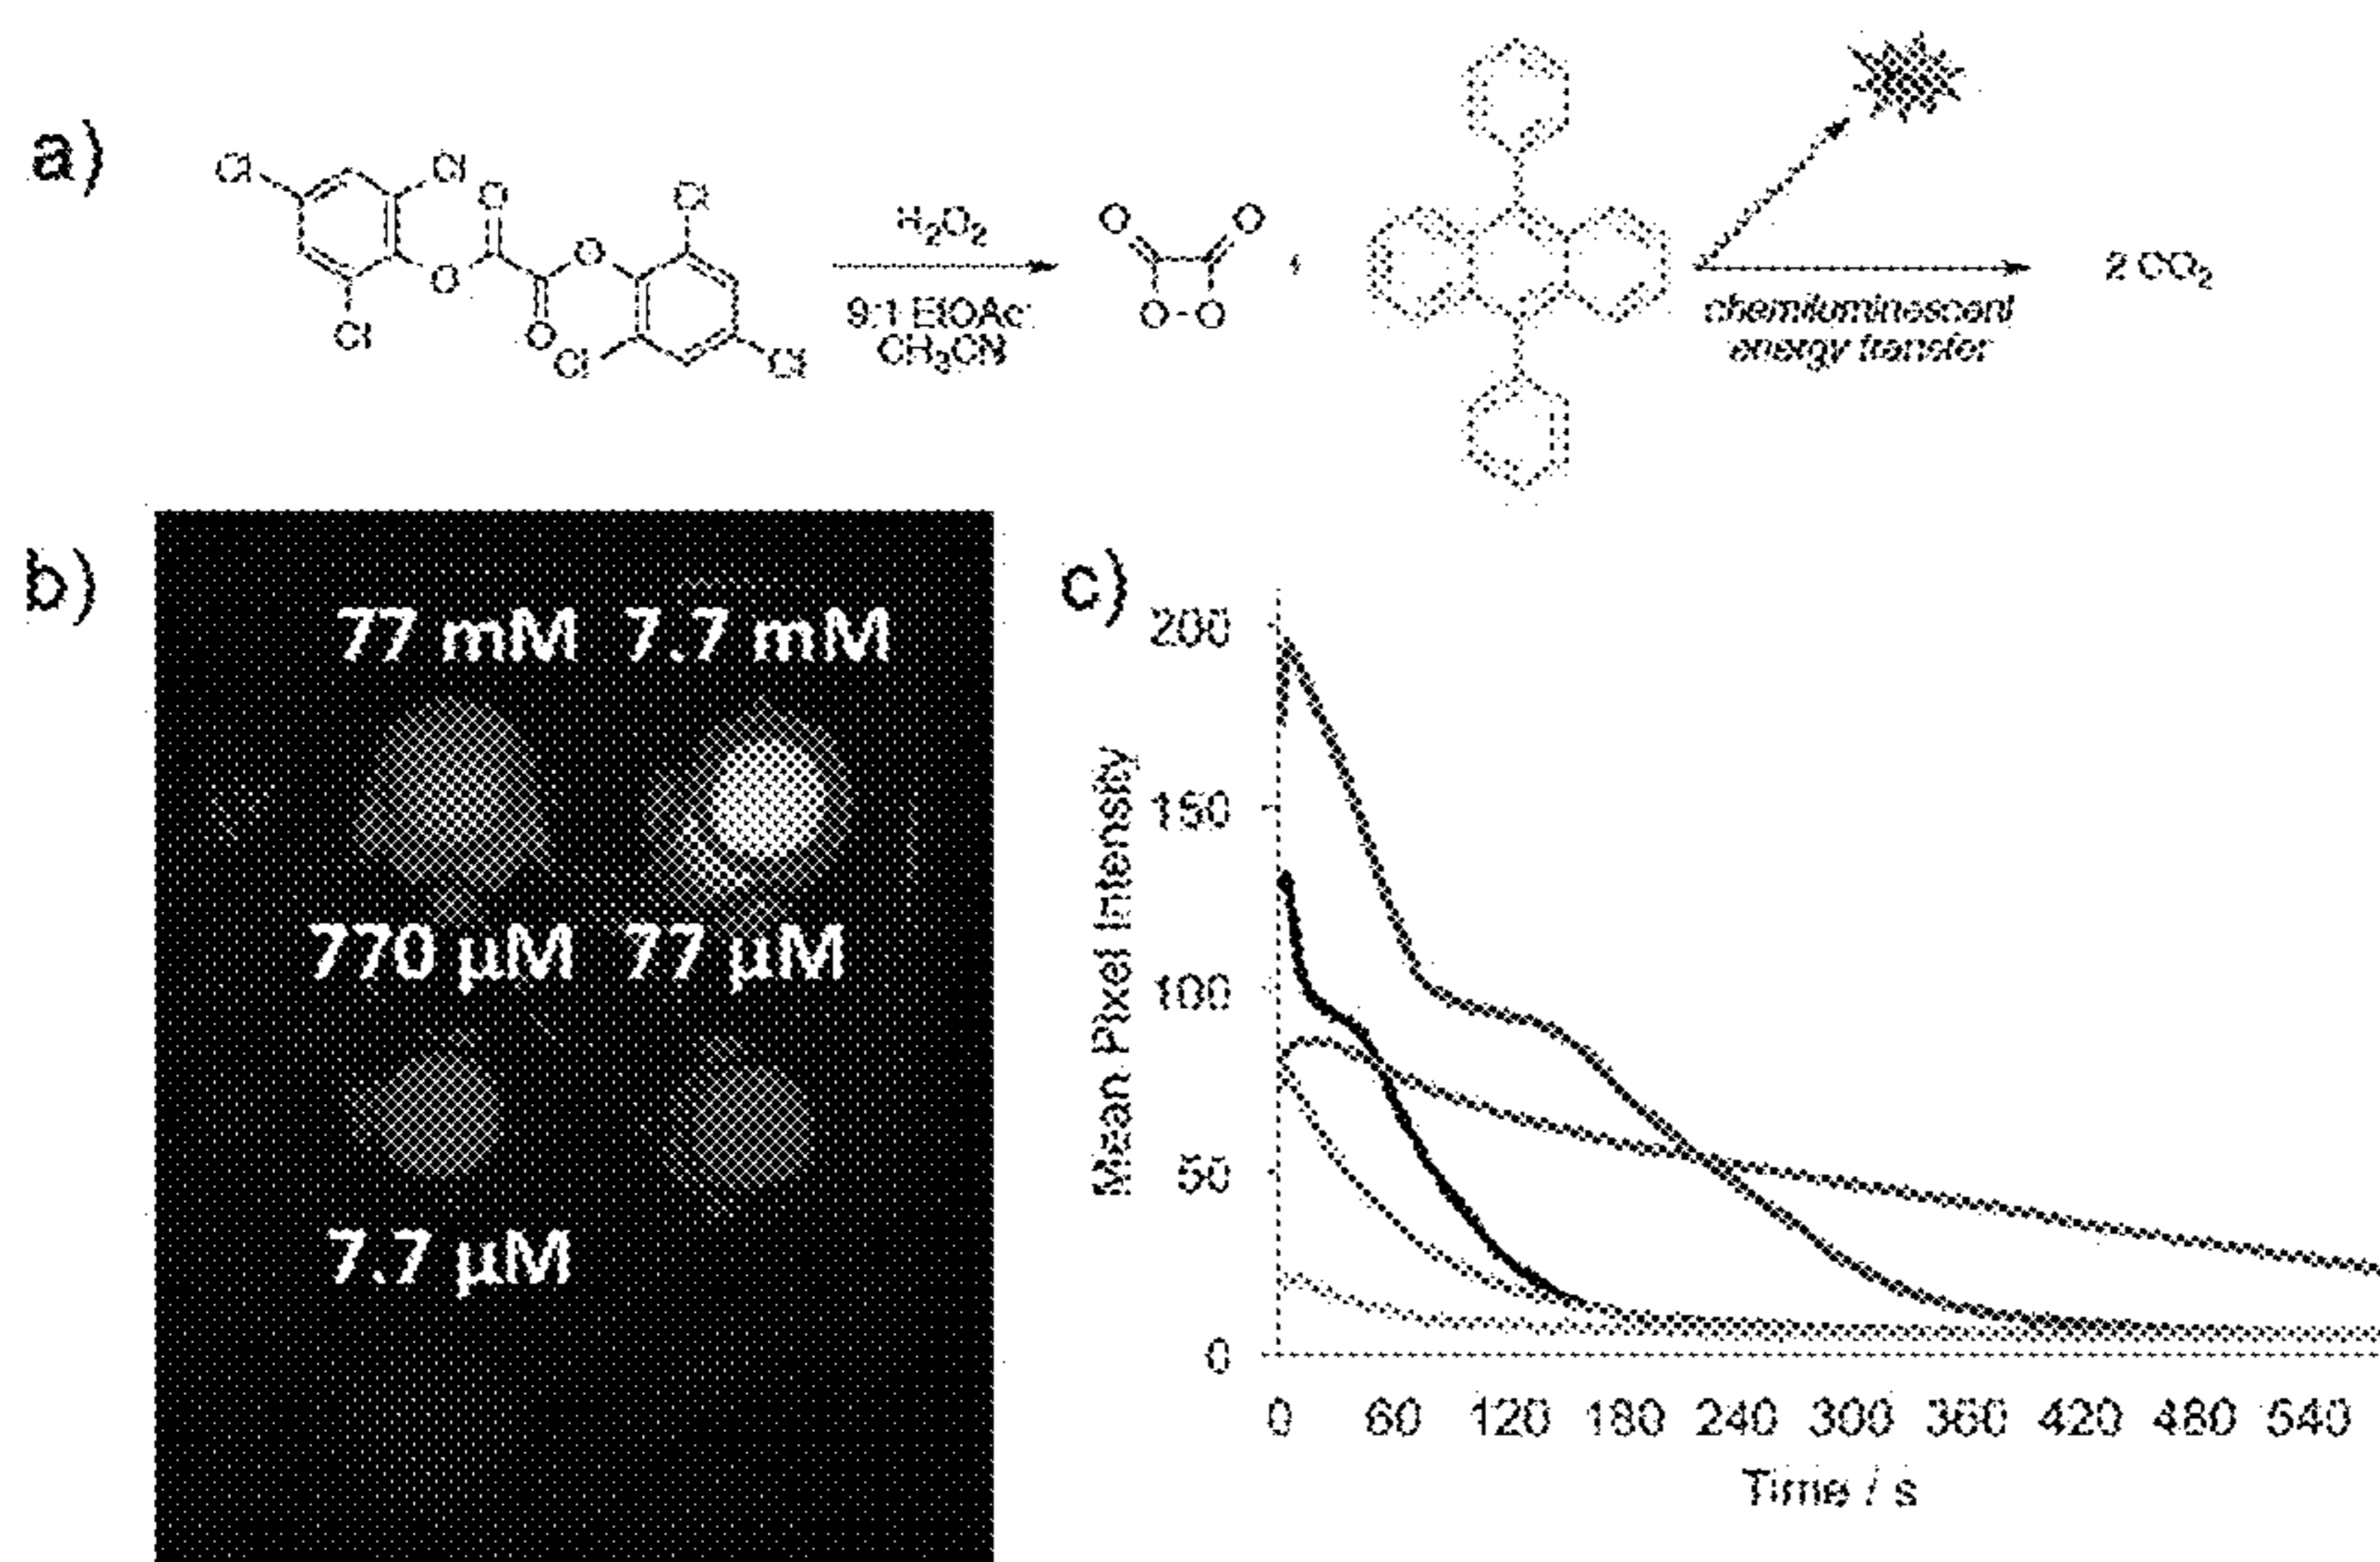 a)
Cl Cl O Cl
O
H2O2
O O
O
9:1 EtOAc:
CH3CN
O-O
+
chemiluminescent
energy transfer
2 CO2
Cl O Cl Cl
b)
77 mM 7.7 mM
770 µM 77 µM
7.7 µM
c)
Mean Pixel Intensity
200
150
100
50
0
0 60 120 180 240 300 360 420 480 540
Time / s